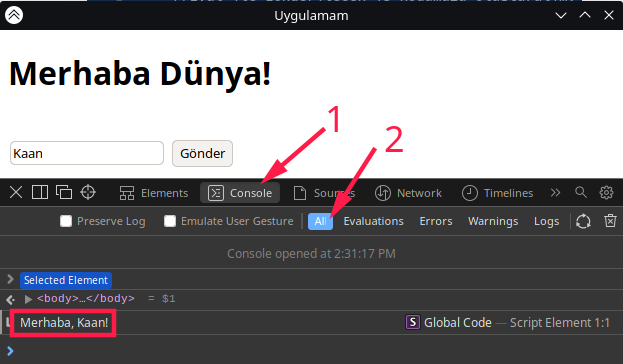 Uygulamam
Merhaba Dünya!
1
2
Kaan Gönder
Elements Console Sources Network Timelines
Preserve Log Emulate User Gesture All Evaluations Errors Warnings Logs
Console opened at 2:31:17 PM
Selected Element
<body>…</body> = $1
Merhaba, Kaan! S Global Code — Script Element 1:1